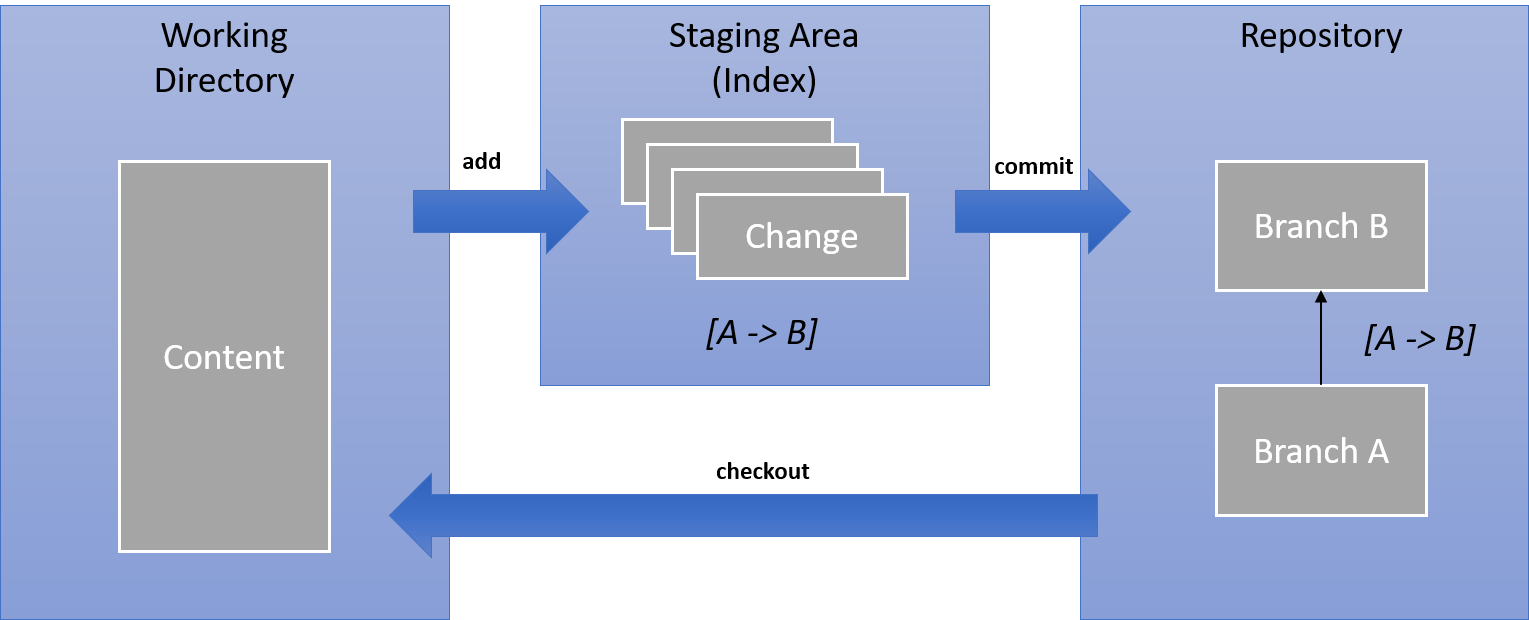 Working
Directory
Content
add
Staging Area
(Index)
Change
[A -> B]
commit
Repository
Branch B
[A -> B]
Branch A
checkout